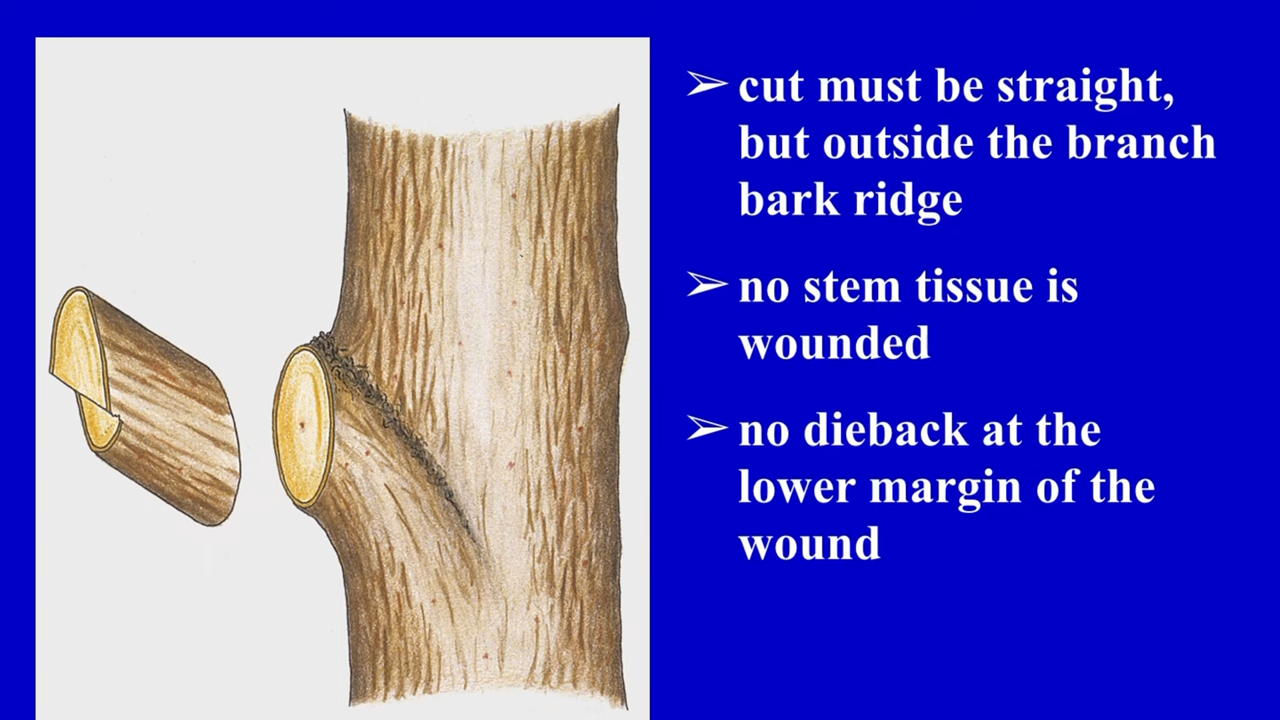 ➢ cut must be straight,
but outside the branch
bark ridge
➢ no stem tissue is
wounded
➢ no dieback at the
lower margin of the
wound